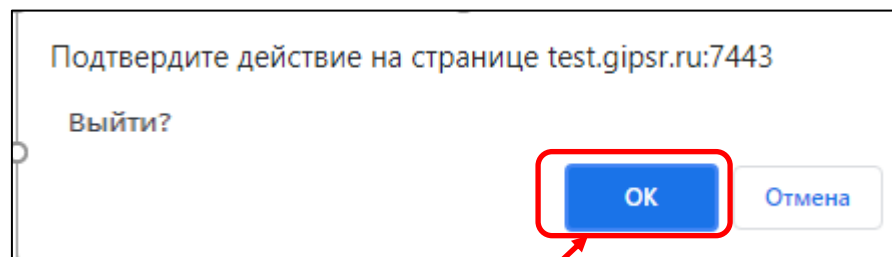 Подтвердите действие на странице test.gipsr.ru:7443
Выйти?
ОК
Отмена